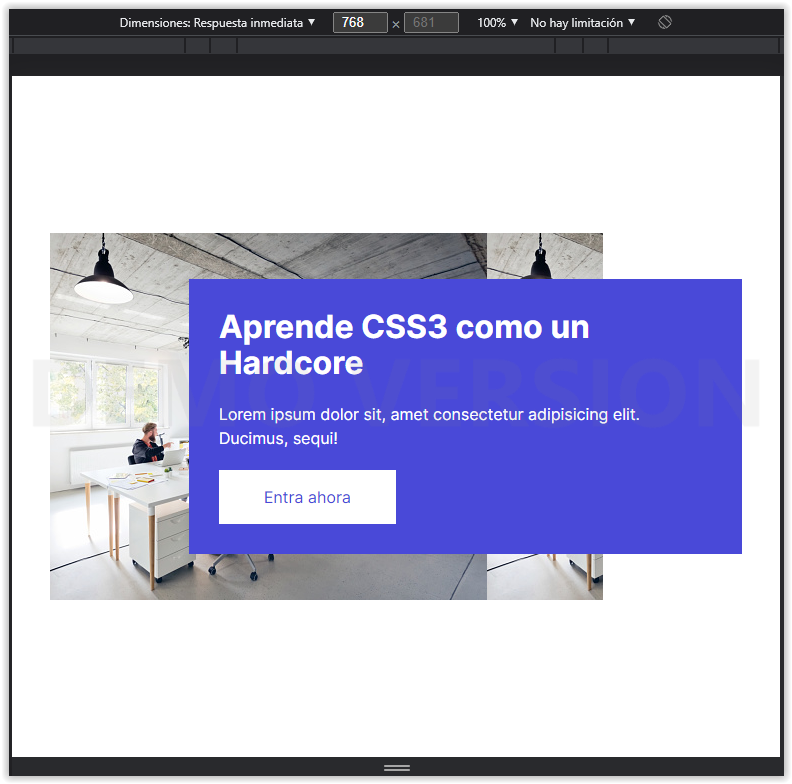 Dimensiones: Respuesta inmediata ▼ 768 × 681 100% ▼ No hay limitación ▼
Aprende CSS3 como un
Hardcore
DEMO VERSION
Lorem ipsum dolor sit, amet consectetur adipisicing elit.
Ducimus, sequi!
Entra ahora